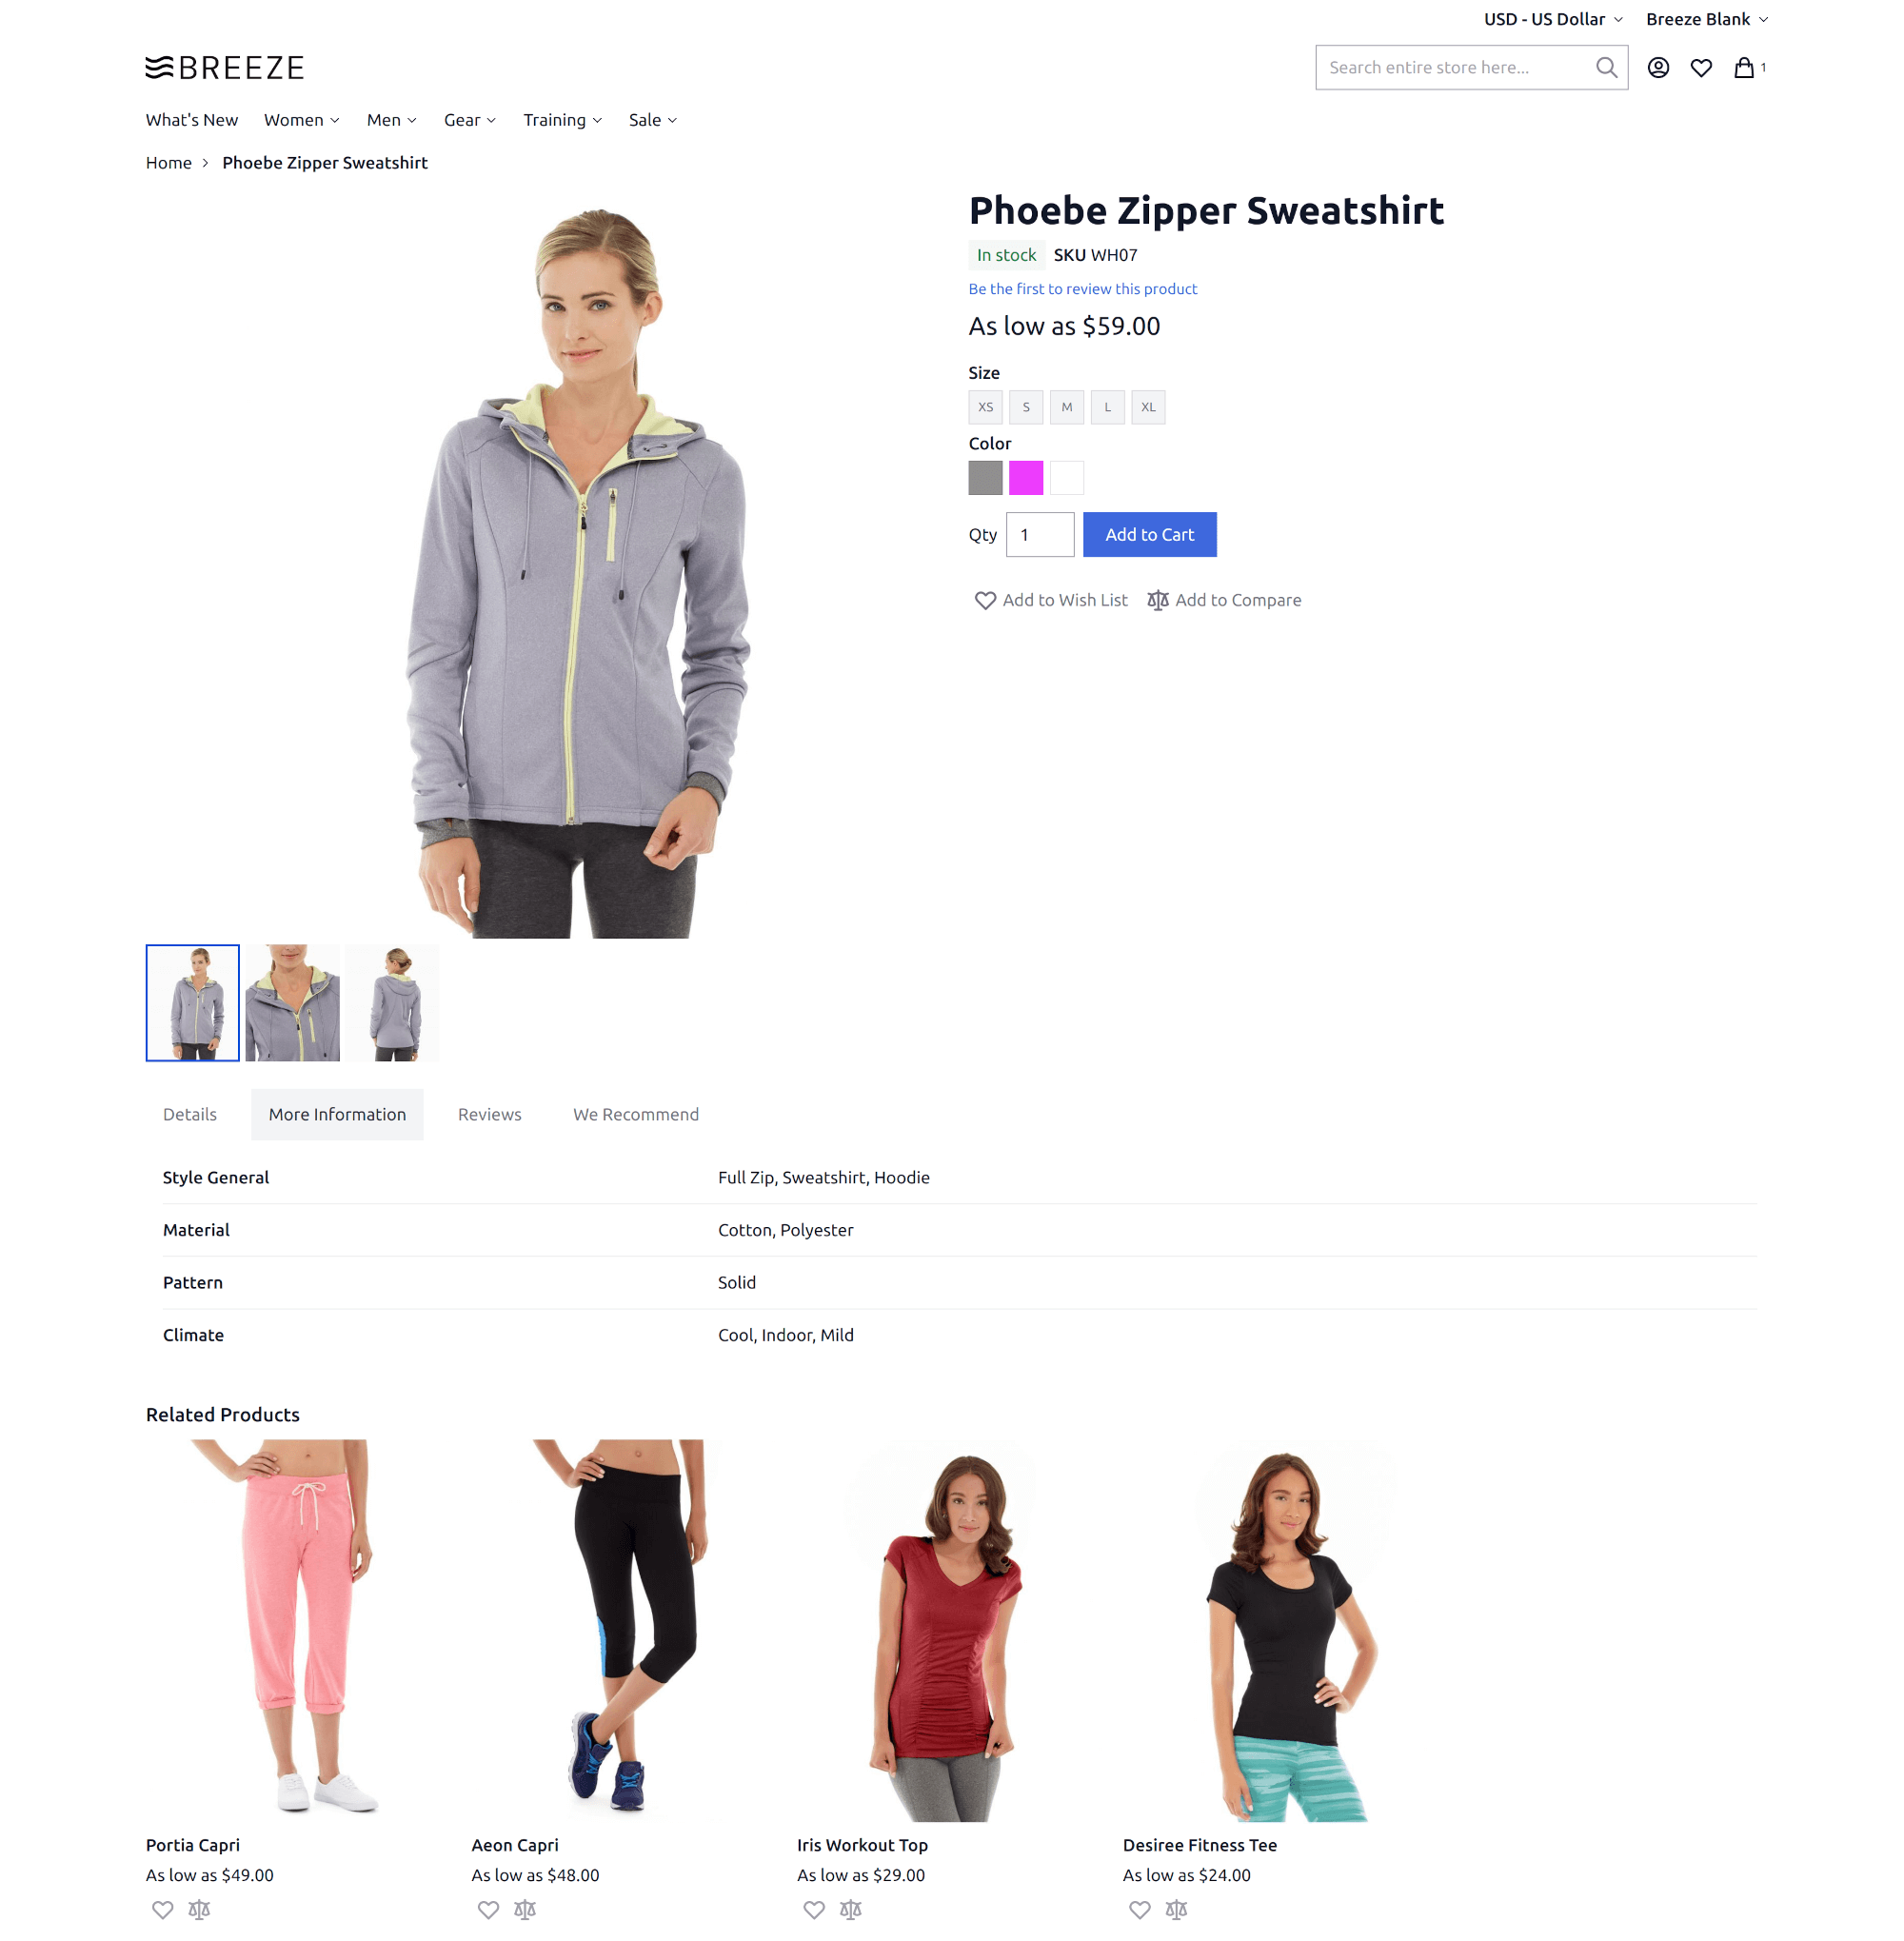 USD - US Dollar Breeze Blank
BREEZE
Search entire store here...
1
What's New Women Men Gear Training Sale
Home Phoebe Zipper Sweatshirt
Phoebe Zipper Sweatshirt
In stock SKU WH07
Be the first to review this product
As low as $59.00
Size
XS S M L XL
Color
Qty 1 Add to Cart
Add to Wish List Add to Compare
Details More Information Reviews We Recommend
Style General Full Zip, Sweatshirt, Hoodie
Material Cotton, Polyester
Pattern Solid
Climate Cool, Indoor, Mild
Related Products
Portia Capri Aeon Capri Iris Workout Top Desiree Fitness Tee
As low as $49.00 As low as $48.00 As low as $29.00 As low as $24.00